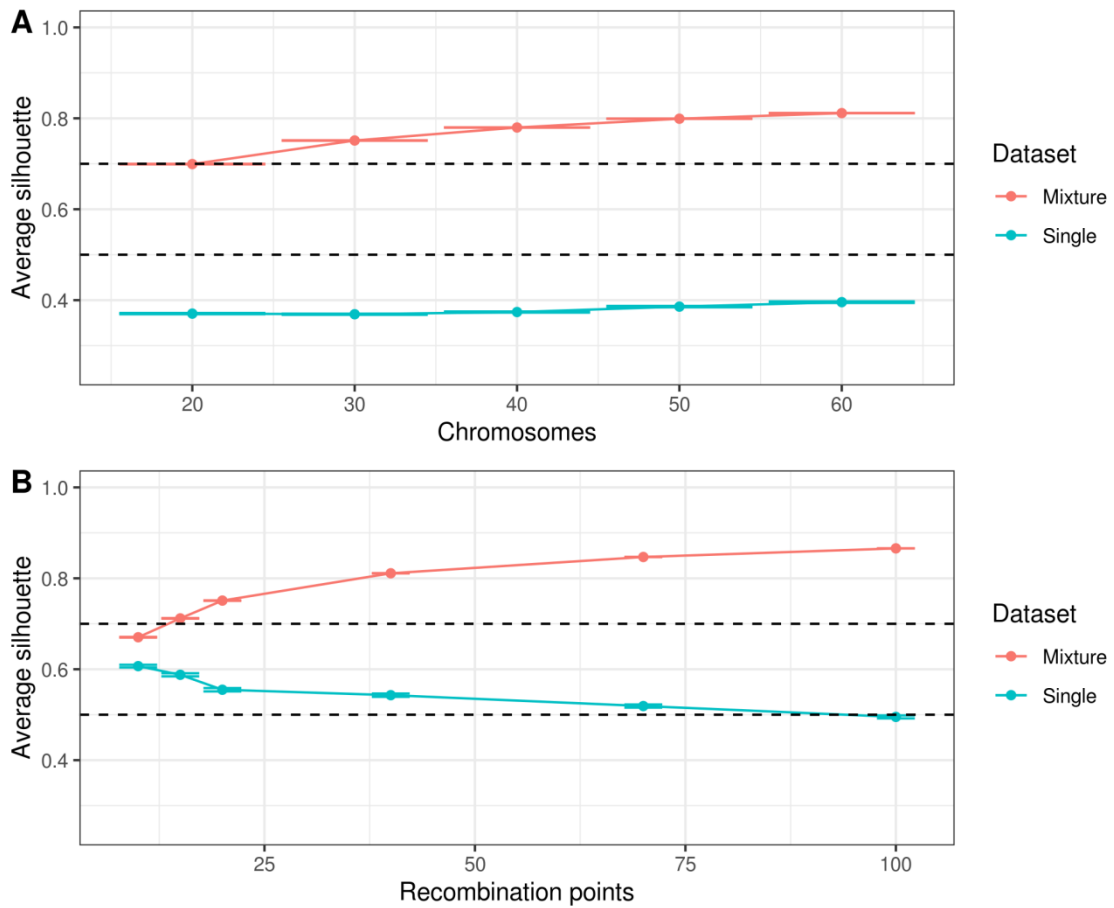 A
1.0
0.8
0.6
0.4
Average silhouette
20 30 40 50 60
Chromosomes
Dataset
Mixture
Single
B
1.0
0.8
0.6
0.4
Average silhouette
25 50 75 100
Recombination points
Dataset
Mixture
Single